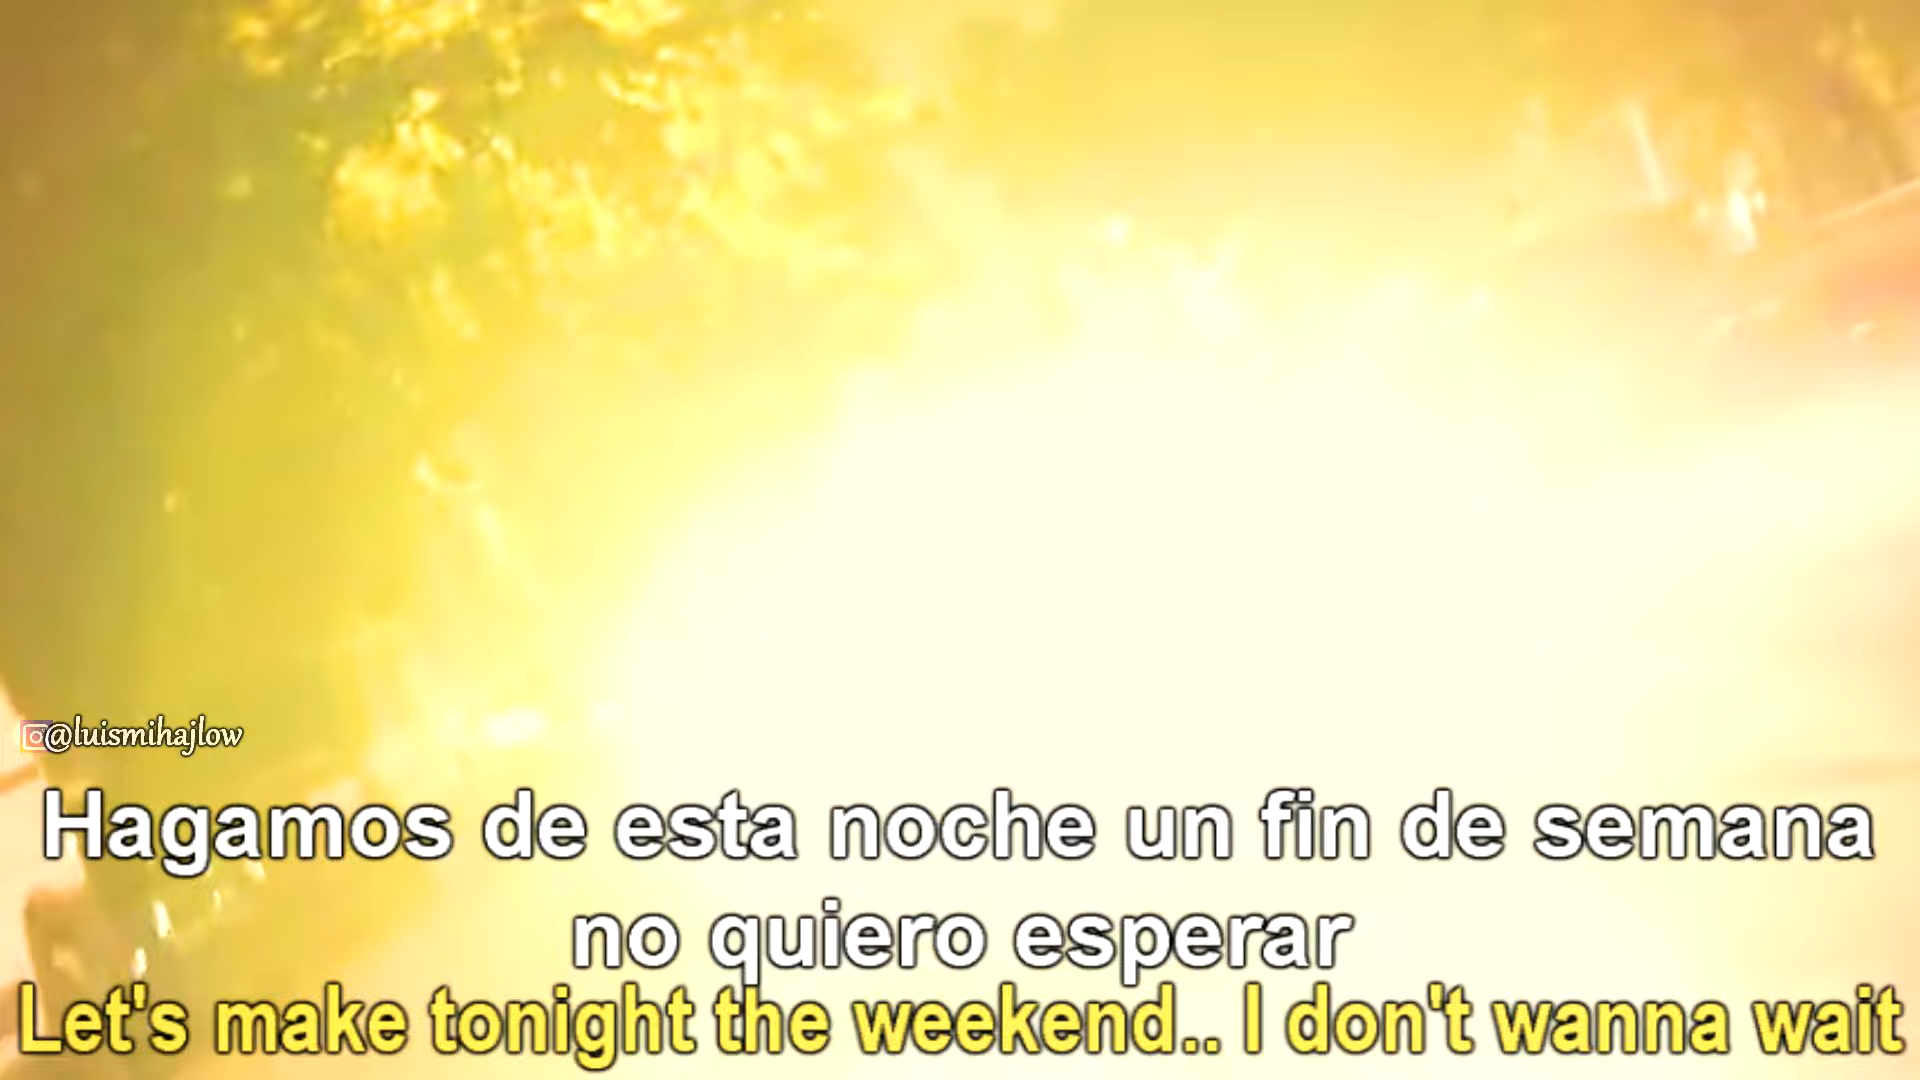 @luismihajlow
Hagamos de esta noche un fin de semana
no quiero esperar
Let's make tonight the weekend.. I don't wanna wait